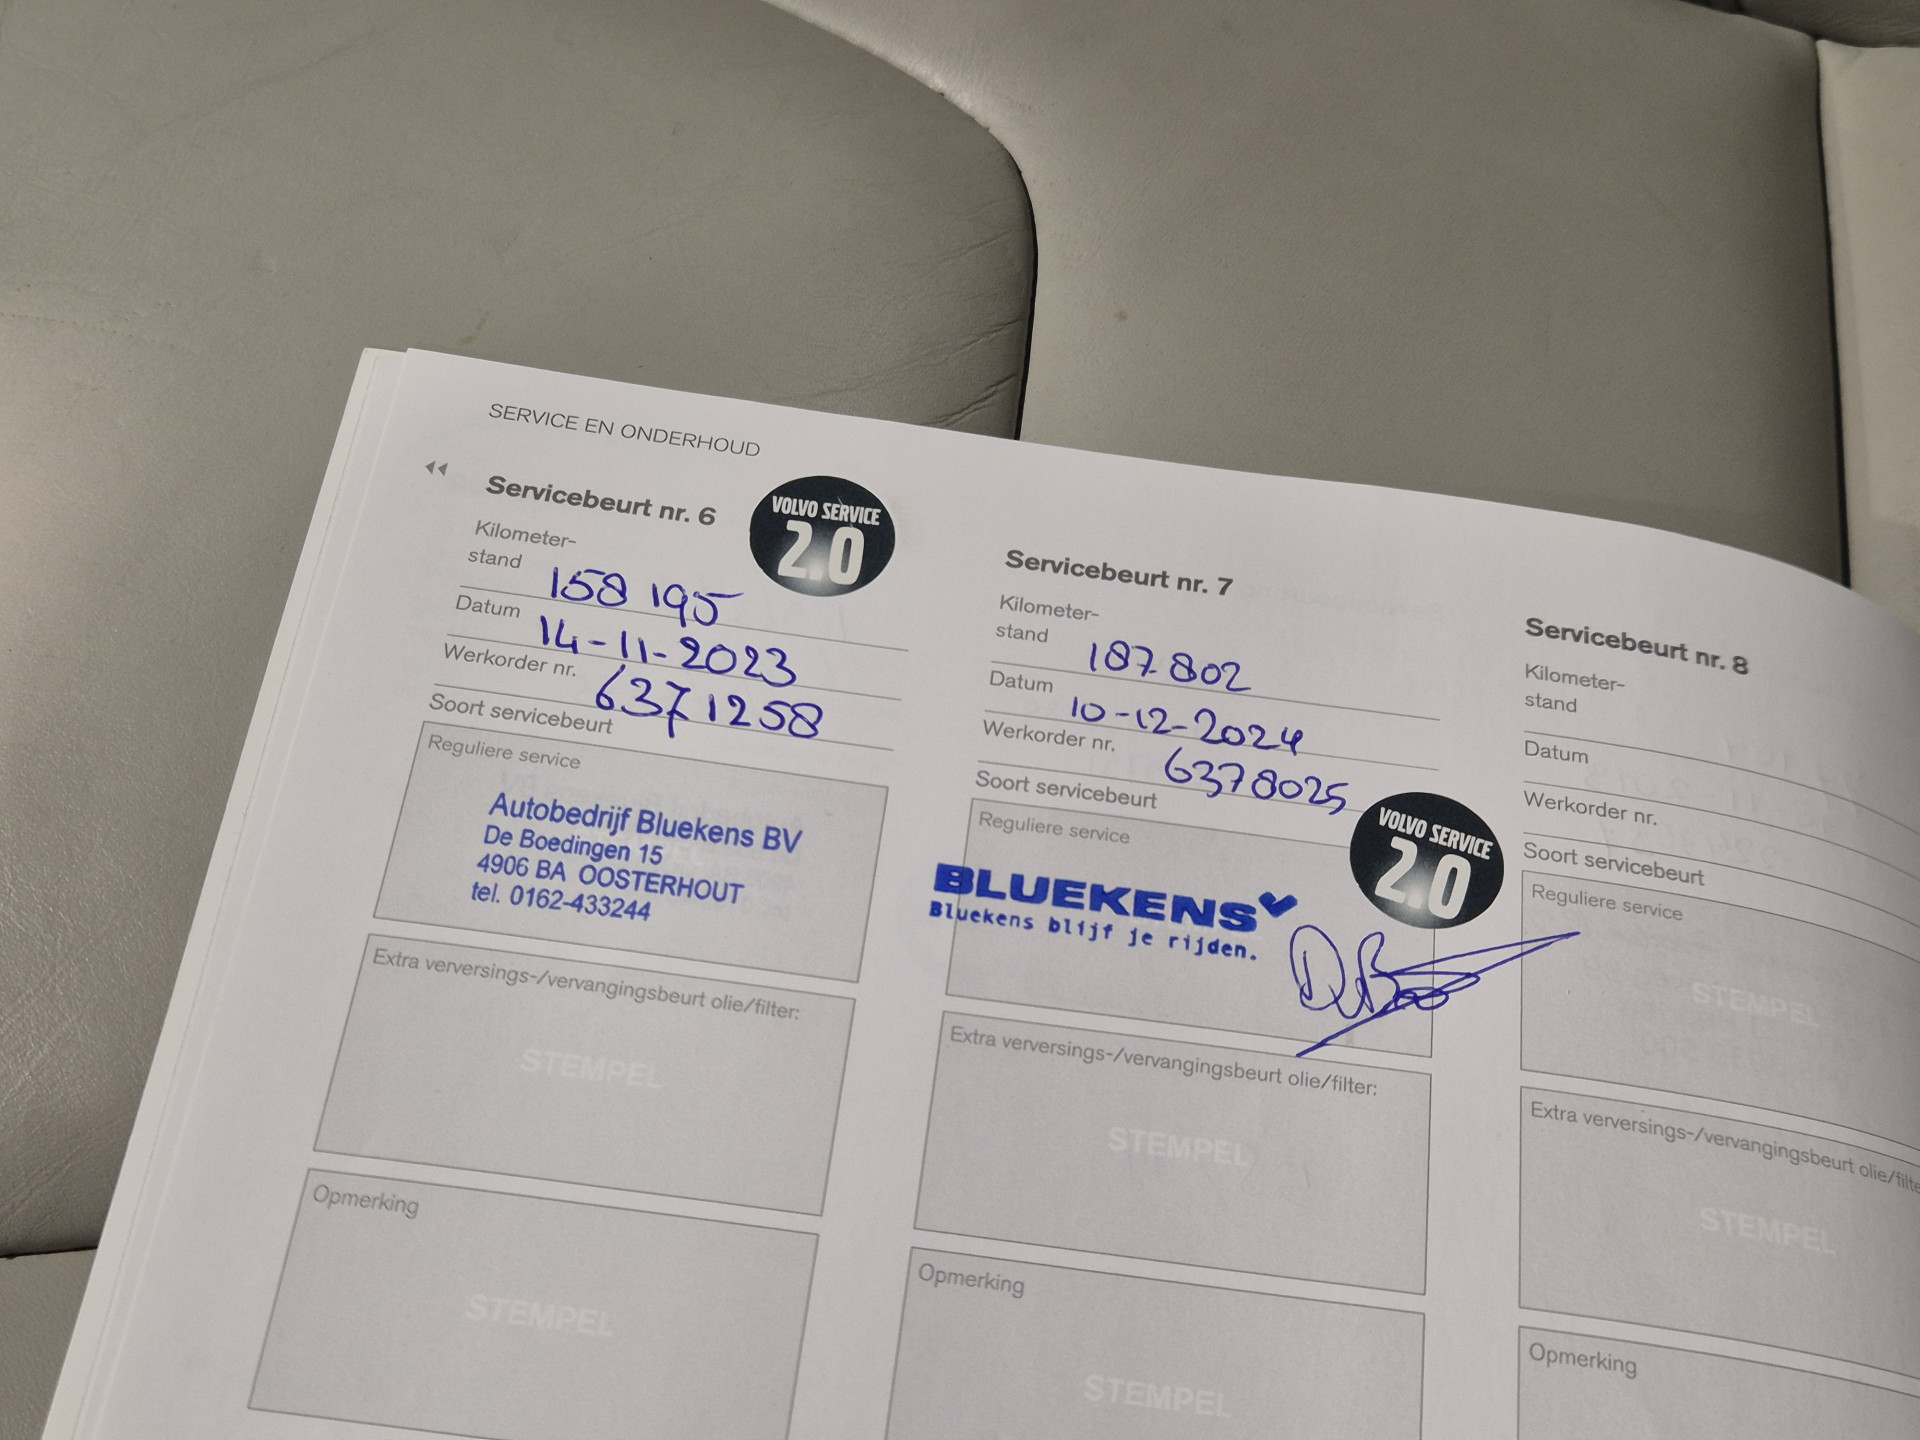 SERVICE EN ONDERHOUD
Servicebeurt nr. 6
VOLVO SERVICE
2.0
Kilometer-
stand 158 195
Datum 14-11-2023
Werkorder nr. 6371258
Soort servicebeurt
Reguliere service
Autobedrijf Bluekens BV
De Boedingen 15
4906 BA OOSTERHOUT
tel. 0162-433244
Extra verversings-/vervangingsbeurt olie/filter:
STEMPEL
Opmerking
STEMPEL
Servicebeurt nr. 7
Kilometer-
stand 187 802
Datum 10-12-2024
Werkorder nr. 6378025
Soort servicebeurt
VOLVO SERVICE
2.0
Reguliere service
BLUEKENS
Bluekens blijf je rijden.
Extra verversings-/vervangingsbeurt olie/filter:
STEMPEL
Opmerking
STEMPEL
Servicebeurt nr. 8
Kilometer-
stand
Datum
Werkorder nr.
Soort servicebeurt
Reguliere service
STEMPEL
Extra verversings-/vervangingsbeurt olie/filte
STEMPEL
Opmerking